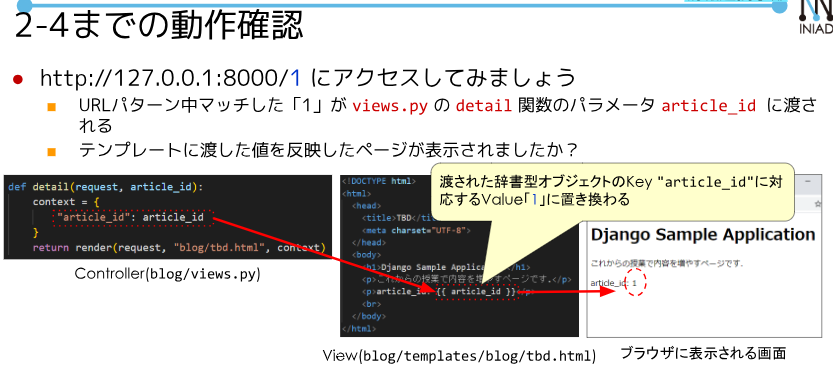 2-4までの動作確認
INIAD
● http://127.0.0.1:8000/1 にアクセスしてみましょう
■ URLパターン中マッチした「1」が views.py の detail 関数のパラメータ article_id に渡さ
れる
■ テンプレートに渡した値を反映したページが表示されましたか？
def detail(request, article_id):
context = {
"article_id": article_id
}
return render(request, "blog/tbd.html", context)
Controller(blog/views.py)
<!DOCTYPE html>
<html>
<head>
<title>TBD</ti
<meta charset="UTF-8">
</head>
<body>
<h1>Django Sample Applica</h1>
<p>これからの授業で内容を増やすページです.</p>
<p>article_id: {{ article_id }}</p>
<br>
</body>
</html>
View(blog/templates/blog/tbd.html)
渡された辞書型オブジェクトのKey "article_id"に対
応するValue「1」に置き換わる
Django Sample Application
これからの授業で内容を増やすページです.
article_id: 1
ブラウザに表示される画面